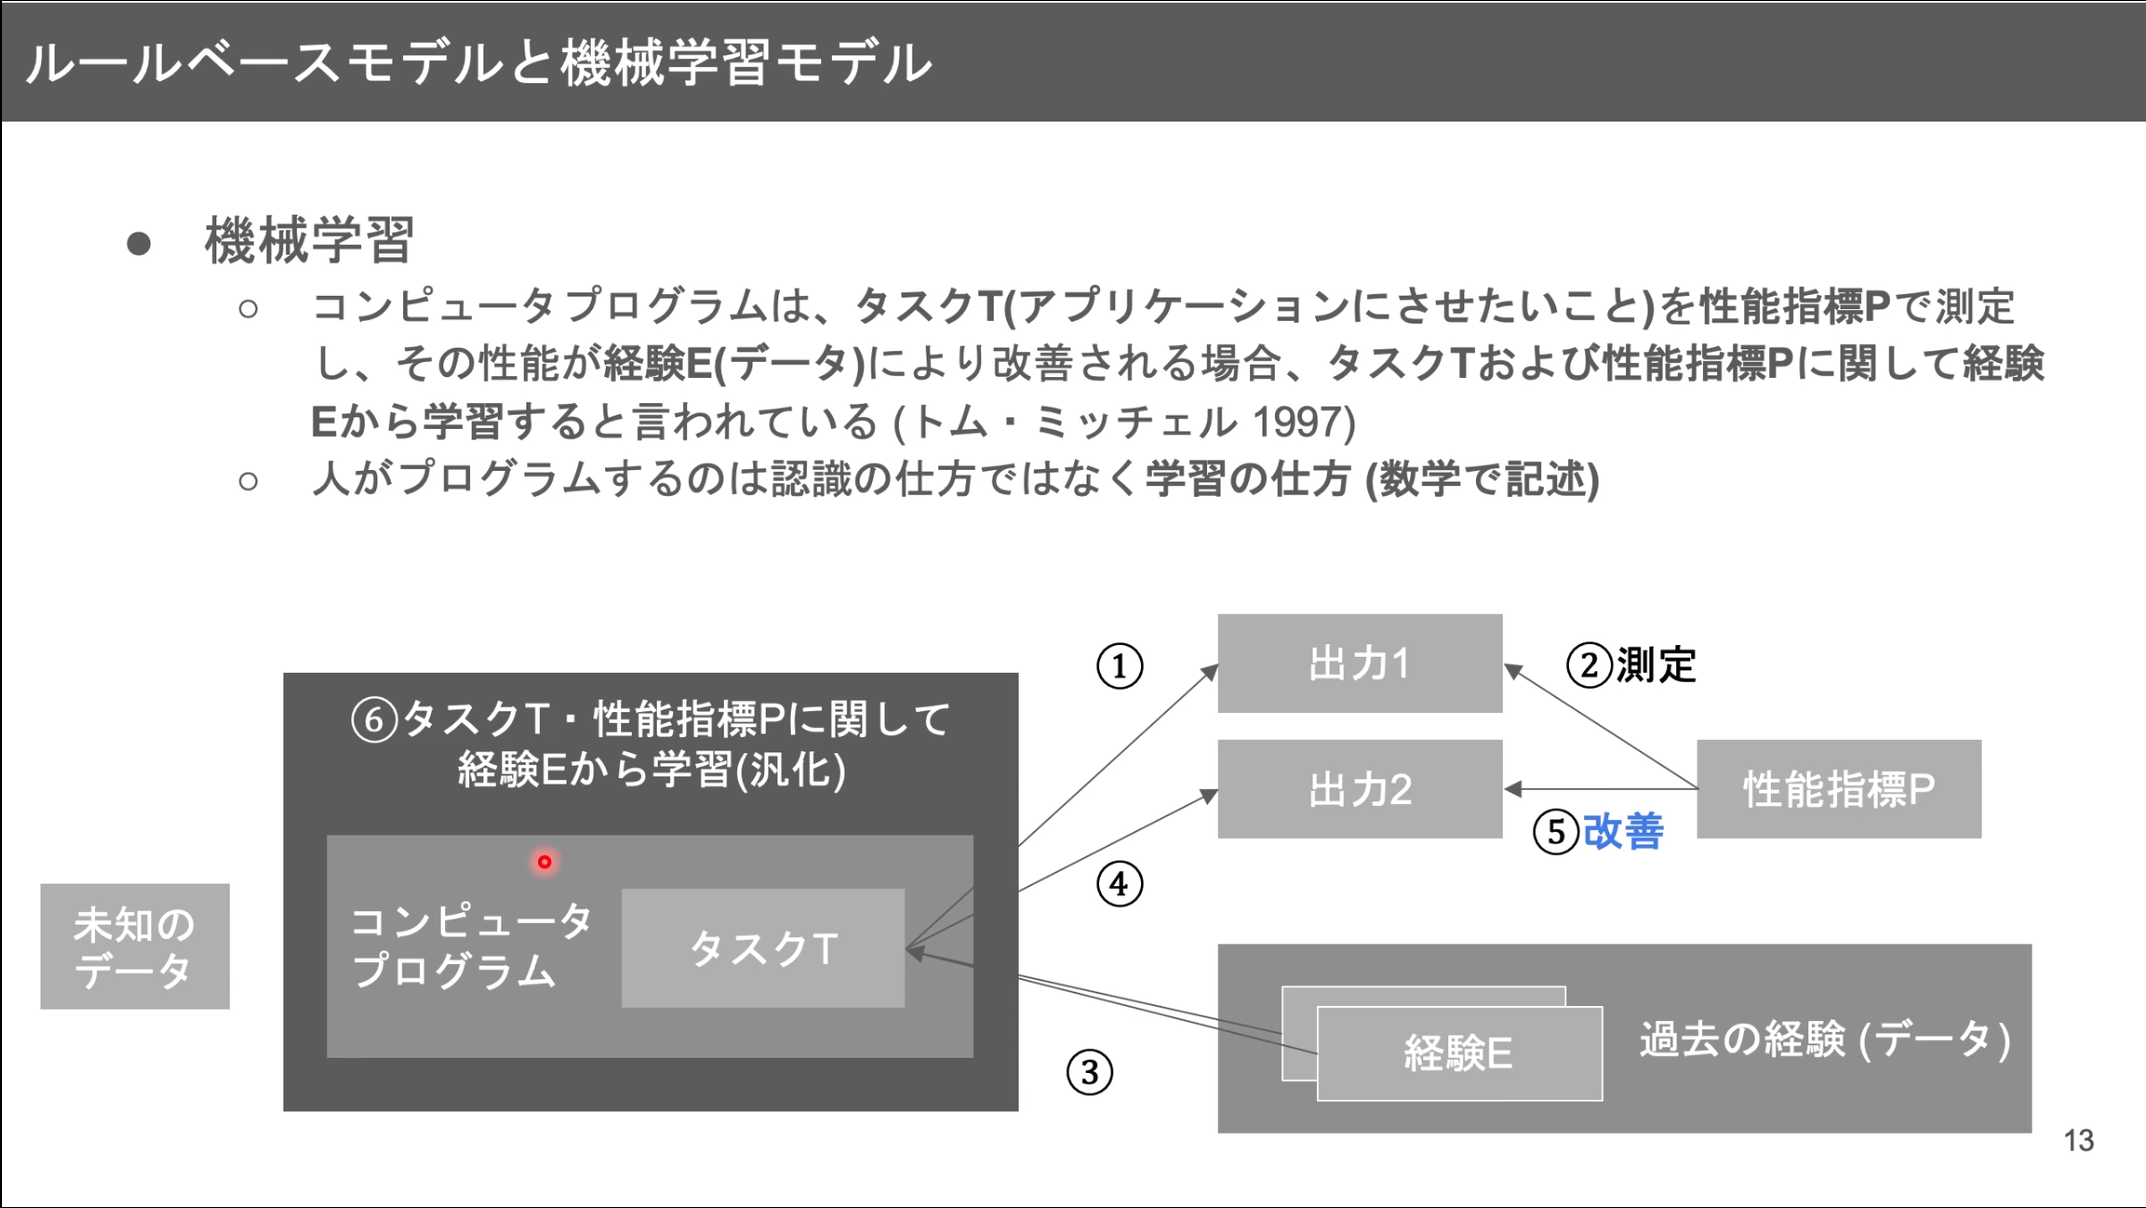 ルールベースモデルと機械学習モデル
● 機械学習
○ コンピュータプログラムは、タスクT(アプリケーションにさせたいこと)を性能指標Pで測定
し、その性能が経験E(データ)により改善される場合、タスクTおよび性能指標Pに関して経験
Eから学習すると言われている (トム・ミッチェル 1997)
○ 人がプログラムするのは認識の仕方ではなく学習の仕方 (数学で記述)
⑥タスクT・性能指標Pに関して
経験Eから学習(汎化)
コンピュータ
プログラム
タスクT
未知の
データ
①
出力1
②測定
出力2
性能指標P
⑤改善
④
③
経験E
過去の経験 (データ)
13